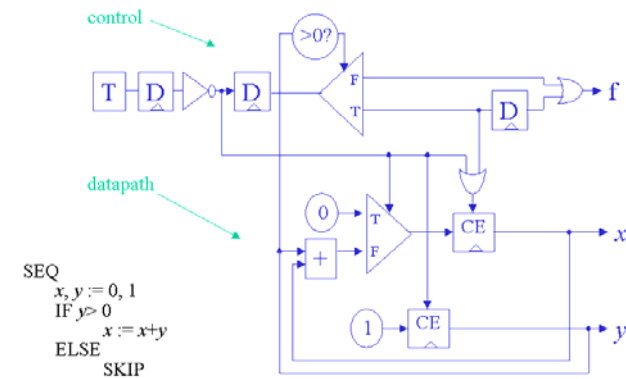 control
>0?
F
T
T
D
D
D
f
datapath
0
T
F
CE
x
+
1
CE
y
SEQ
x, y := 0, 1
IF y> 0
x := x+y
ELSE
SKIP